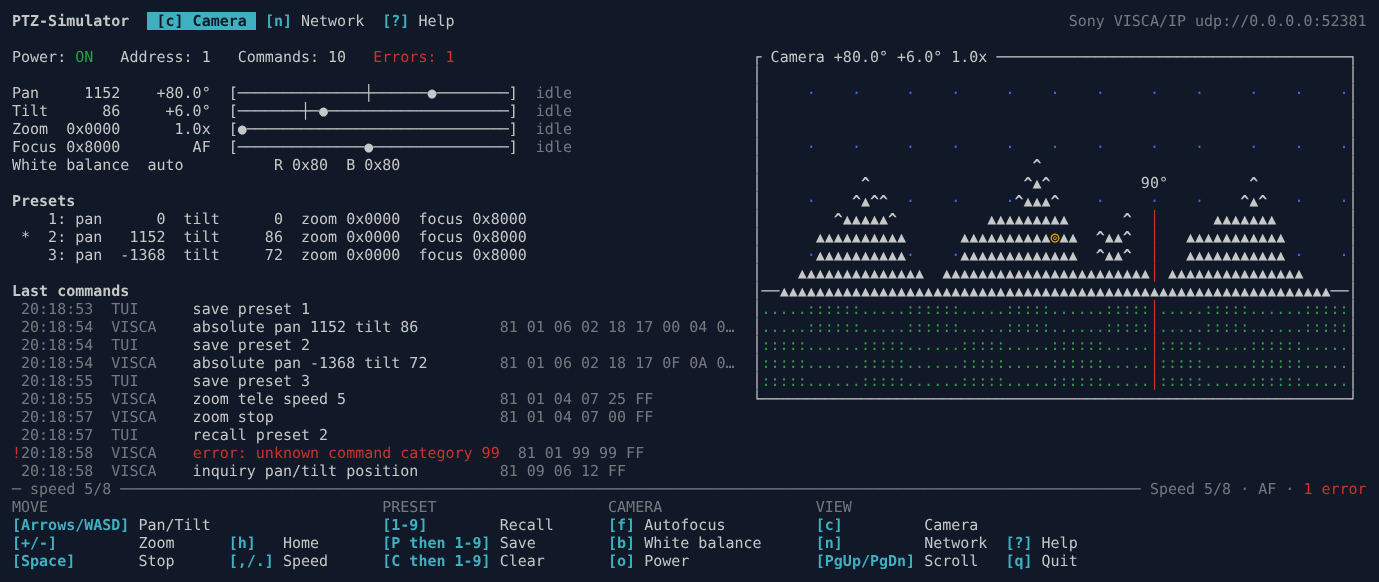 PTZ-Simulator [c] Camera [n] Network [?] Help Sony VISCA/IP udp://0.0.0.0:52381
Power: ON Address: 1 Commands: 10 Errors: 1
Camera +80.0° +6.0° 1.0x
Pan 1152 +80.0° idle
Tilt 86 +6.0° idle
Zoom 0x0000 1.0x idle
Focus 0x8000 AF idle
White balance auto R 0x80 B 0x80
90°
Presets
1: pan 0 tilt 0 zoom 0x0000 focus 0x8000
* 2: pan 1152 tilt 86 zoom 0x0000 focus 0x8000
3: pan -1368 tilt 72 zoom 0x0000 focus 0x8000
Last commands
20:18:53 TUI save preset 1
20:18:54 VISCA absolute pan 1152 tilt 86 81 01 06 02 18 17 00 04 0…
20:18:54 TUI save preset 2
20:18:54 VISCA absolute pan -1368 tilt 72 81 01 06 02 18 17 0F 0A 0…
20:18:55 TUI save preset 3
20:18:55 VISCA zoom tele speed 5 81 01 04 07 25 FF
20:18:57 VISCA zoom stop 81 01 04 07 00 FF
20:18:57 TUI recall preset 2
!20:18:58 VISCA error: unknown command category 99 81 01 99 99 FF
20:18:58 VISCA inquiry pan/tilt position 81 09 06 12 FF
speed 5/8 Speed 5/8 · AF · 1 error
MOVE PRESET CAMERA VIEW
[Arrows/WASD] Pan/Tilt [1-9] Recall [f] Autofocus [c] Camera
[+/-] Zoom [h] Home [P then 1-9] Save [b] White balance [n] Network [?] Help
[Space] Stop [,/.] Speed [C then 1-9] Clear [o] Power [PgUp/PgDn] Scroll [q] Quit